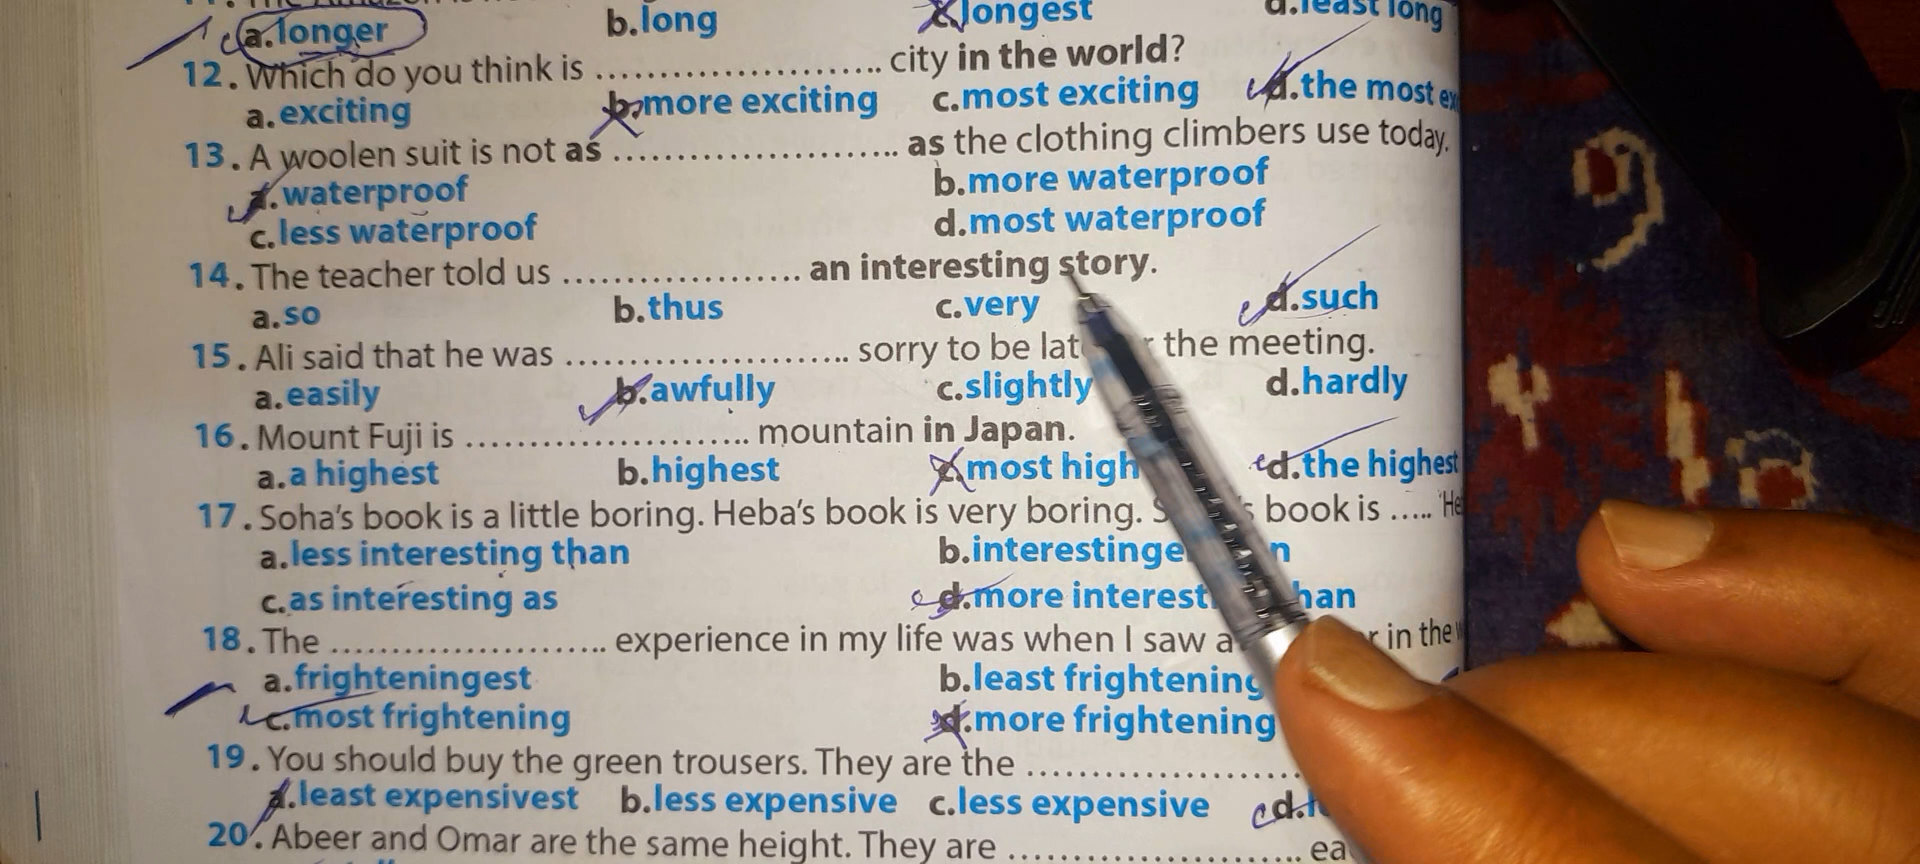 a.longer b.long c.longest d.least long
12. Which do you think is ........................ city in the world?
a.exciting b.more exciting c.most exciting d.the most
13. A woolen suit is not as ........................ as the clothing climbers use today.
a.waterproof b.more waterproof
c.less waterproof d.most waterproof
14. The teacher told us .................... an interesting story.
a.so b.thus c.very d.such
15. Ali said that he was ........................ sorry to be the meeting.
a.easily b.awfully c.slightly d.hardly
16. Mount Fuji is ........................ mountain in Japan.
a.a highest b.highest c.most high d.the highest
17. Soha's book is a little boring. Heba's book is very boring. book is .....
a.less interesting than b.
c.as interesting as d.more
18. The ........................ experience in my life was when I saw a in the
a.frighteningest b.least frightening
c.most frightening d.more frightening
19. You should buy the green trousers. They are the ........................
a.least expensivest b.less expensive c.less expensive d.
20. Abeer and Omar are the same height. They are ........................